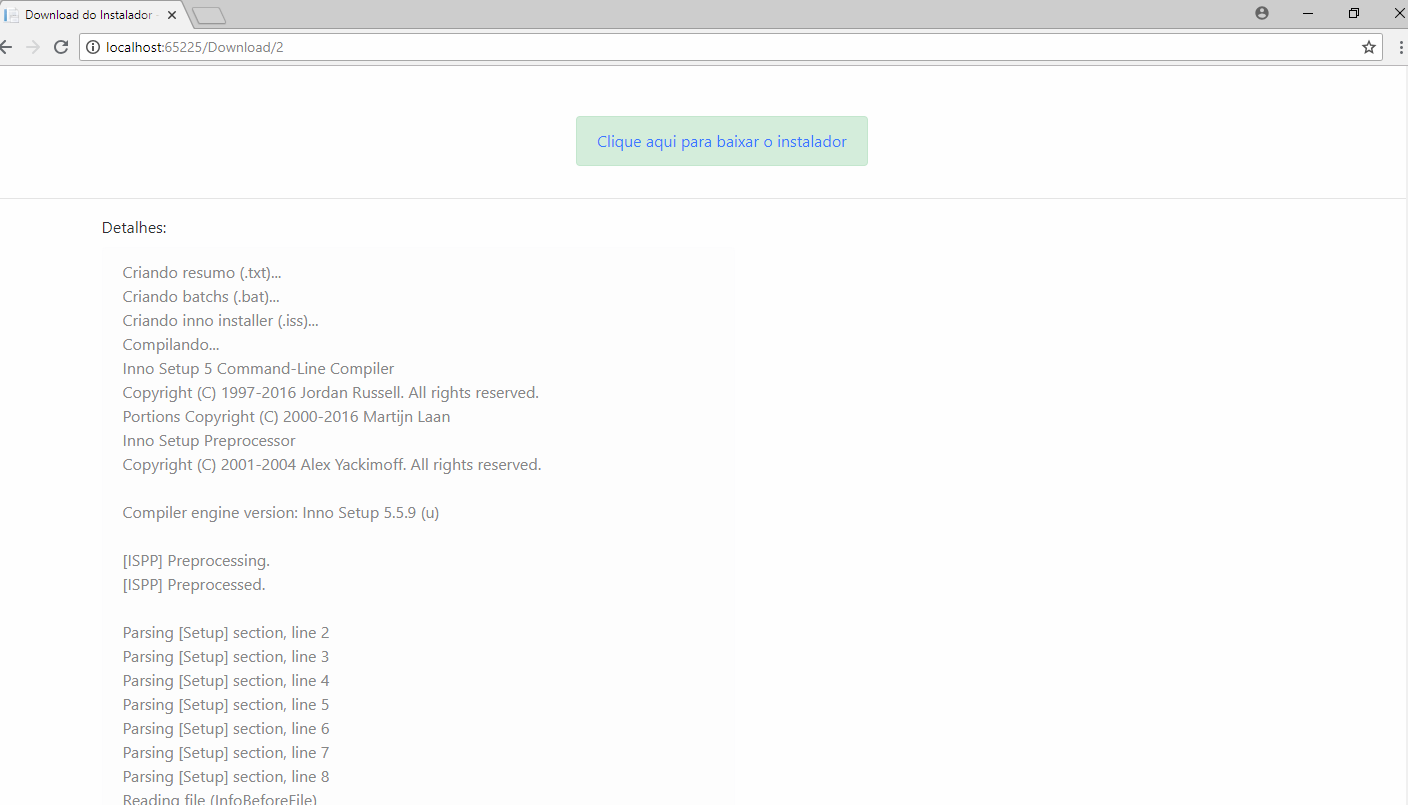 Download do Instalador -
localhost:65225/Download/2
Clique aqui para baixar o instalador
Detalhes:
Criando resumo (.txt)...
Criando batchs (.bat)...
Criando inno installer (.iss)...
Compilando...
Inno Setup 5 Command-Line Compiler
Copyright (C) 1997-2016 Jordan Russell. All rights reserved.
Portions Copyright (C) 2000-2016 Martijn Laan
Inno Setup Preprocessor
Copyright (C) 2001-2004 Alex Yackimoff. All rights reserved.
Compiler engine version: Inno Setup 5.5.9 (u)
[ISPP] Preprocessing.
[ISPP] Preprocessed.
Parsing [Setup] section, line 2
Parsing [Setup] section, line 3
Parsing [Setup] section, line 4
Parsing [Setup] section, line 5
Parsing [Setup] section, line 6
Parsing [Setup] section, line 7
Parsing [Setup] section, line 8
Reading file (InfoBeforeFile)